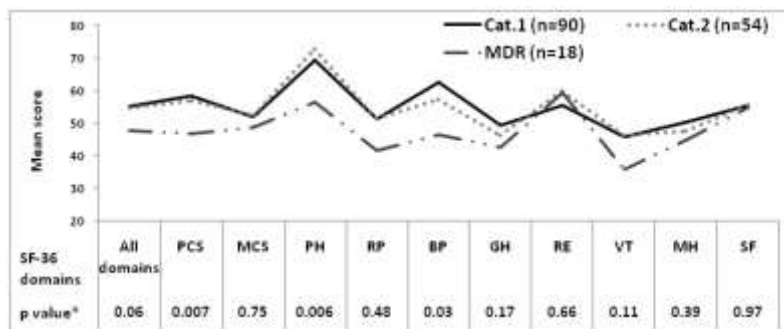 80
70
60
50
40
30
20
Mean score
Cat.1 (n=90) Cat.2 (n=54)
MDR (n=18)
SF-36 domains All domains PCS MCS PH RP BP GH RE VT MH SF
p value* 0.06 0.007 0.75 0.006 0.48 0.03 0.17 0.66 0.11 0.39 0.97